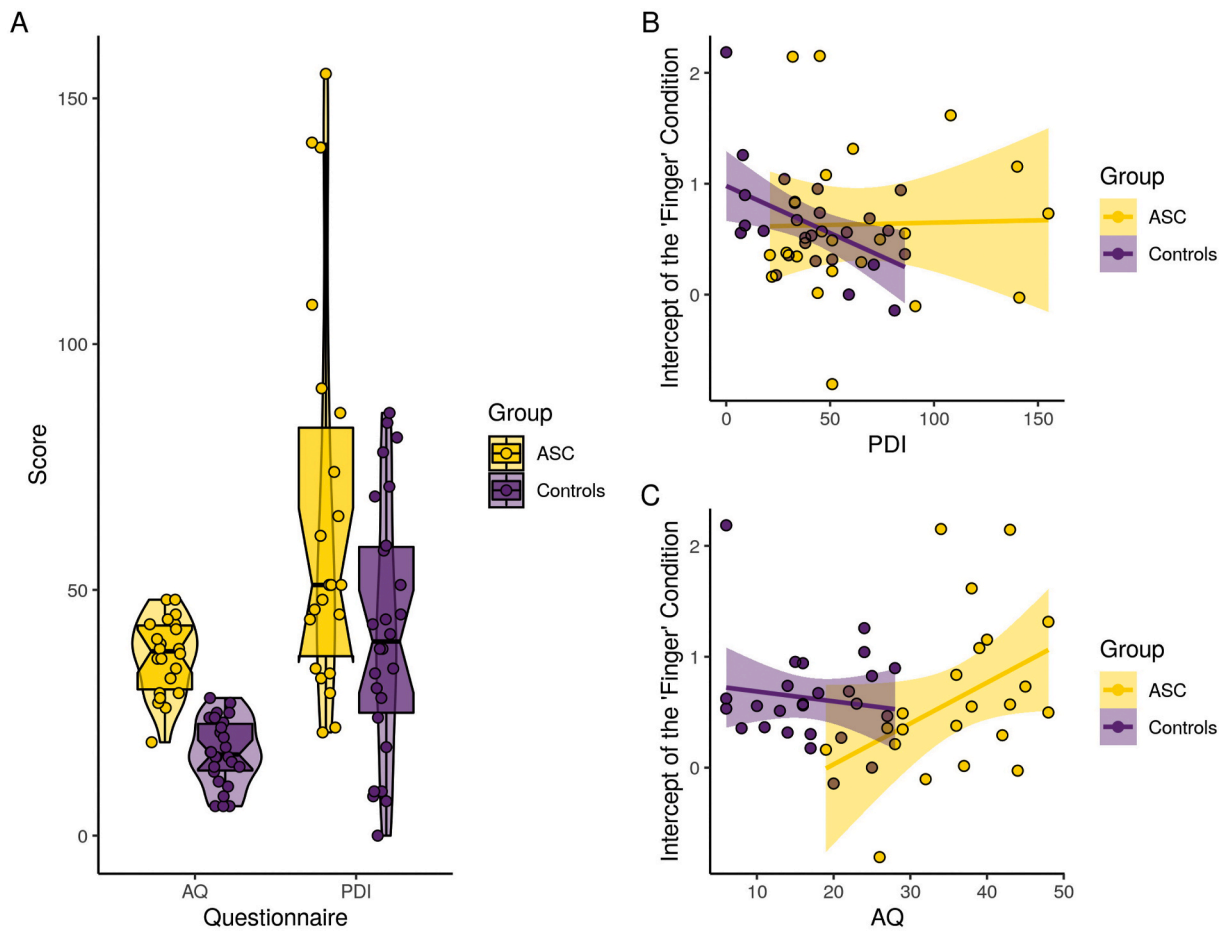 A
150
100
50
0
Score
AQ
PDI
Questionnaire
Group
ASC
Controls
B
2
1
0
Intercept of the 'Finger' Condition
0
50
100
150
PDI
Group
ASC
Controls
C
2
1
0
Intercept of the 'Finger' Condition
10
20
30
40
50
AQ
Group
ASC
Controls